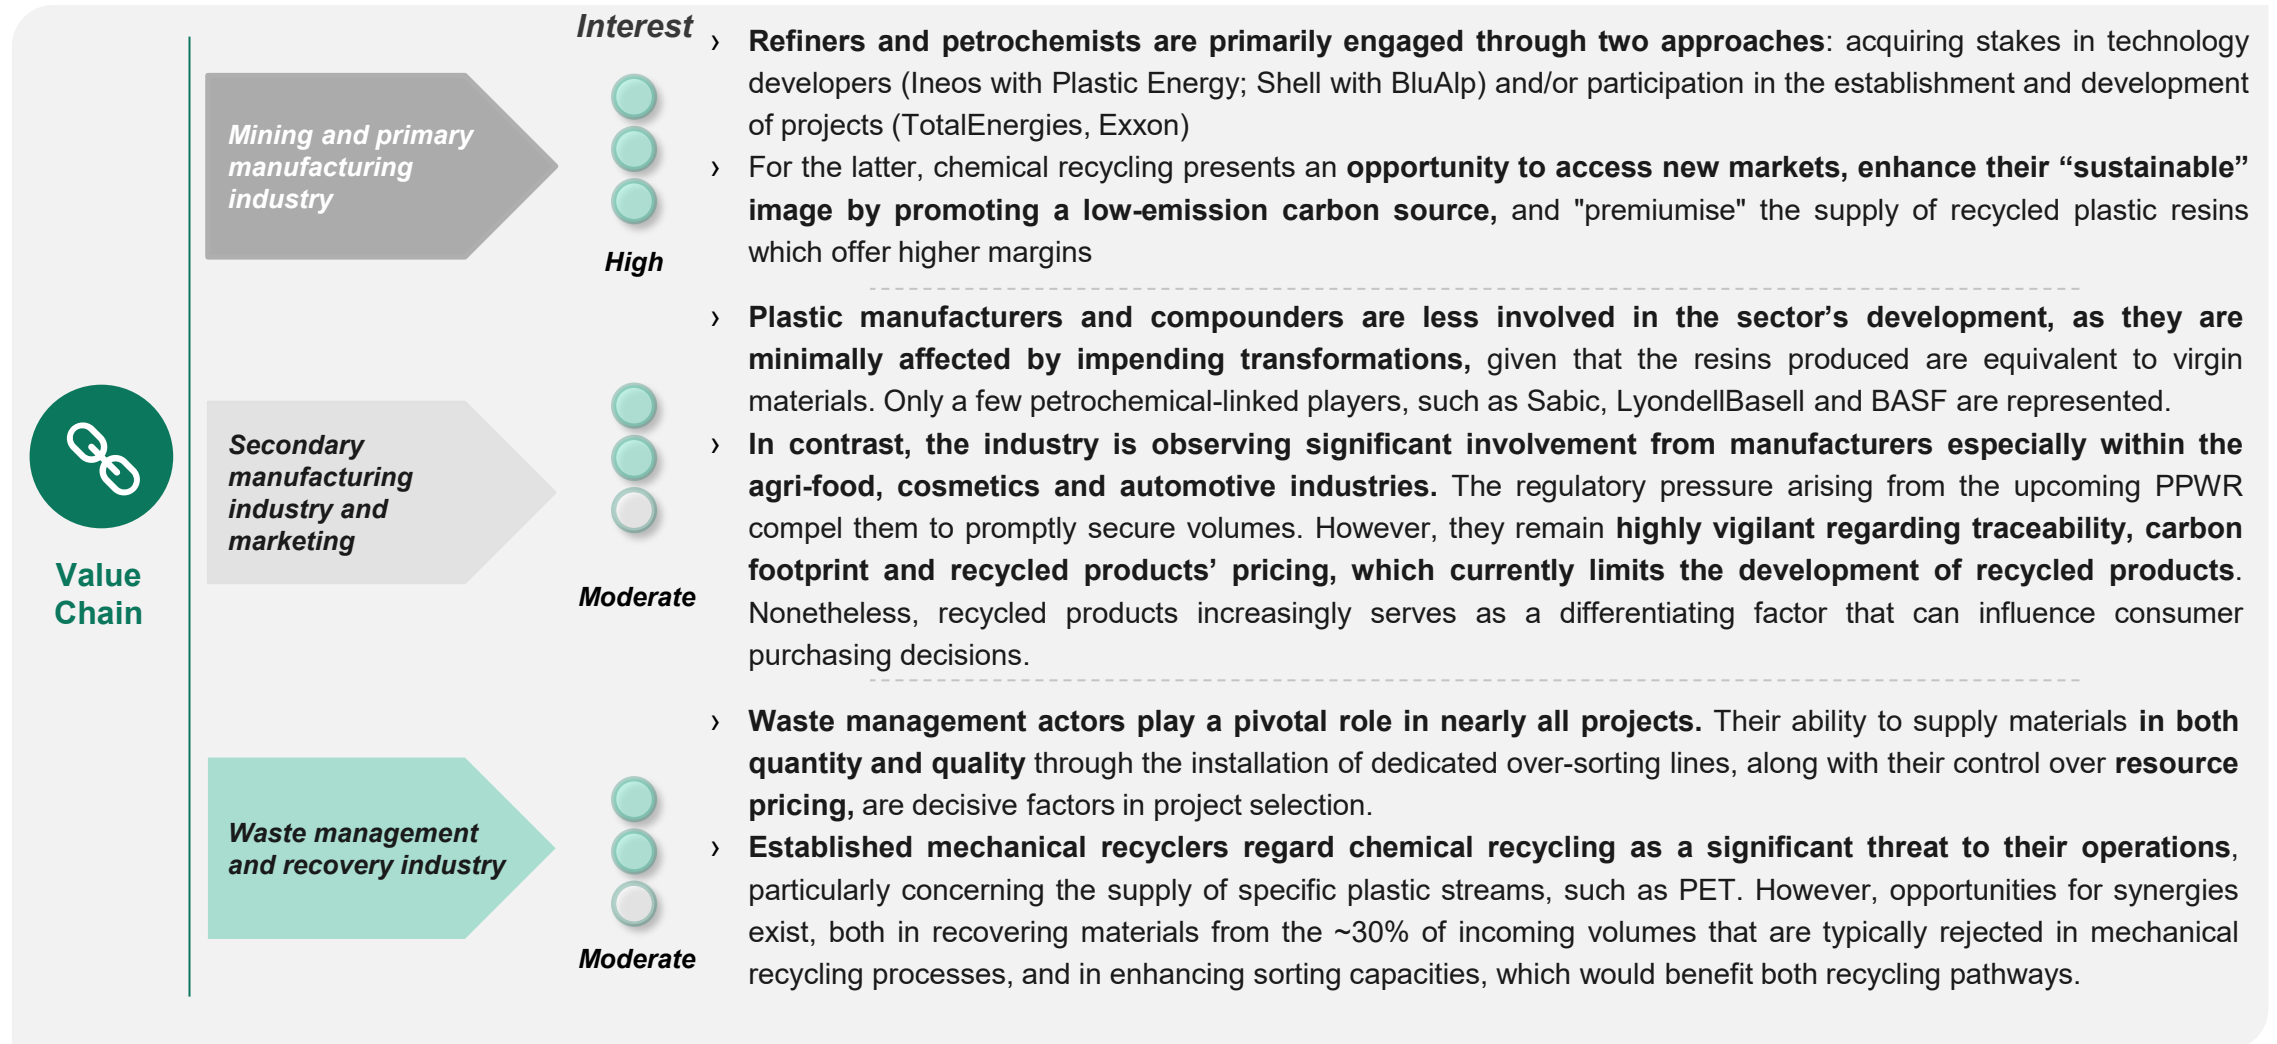 Value
Chain
Interest
Mining and primary
manufacturing
industry
High
› Refiners and petrochemists are primarily engaged through two approaches: acquiring stakes in technology
developers (Ineos with Plastic Energy; Shell with BluAlp) and/or participation in the establishment and development
of projects (TotalEnergies, Exxon)
› For the latter, chemical recycling presents an opportunity to access new markets, enhance their “sustainable”
image by promoting a low-emission carbon source, and "premiumise" the supply of recycled plastic resins
which offer higher margins
Secondary
manufacturing
industry and
marketing
Moderate
› Plastic manufacturers and compounders are less involved in the sector’s development, as they are
minimally affected by impending transformations, given that the resins produced are equivalent to virgin
materials. Only a few petrochemical-linked players, such as Sabic, LyondellBasell and BASF are represented.
› In contrast, the industry is observing significant involvement from manufacturers especially within the
agri-food, cosmetics and automotive industries. The regulatory pressure arising from the upcoming PPWR
compel them to promptly secure volumes. However, they remain highly vigilant regarding traceability, carbon
footprint and recycled products’ pricing, which currently limits the development of recycled products.
Nonetheless, recycled products increasingly serves as a differentiating factor that can influence consumer
purchasing decisions.
Waste management
and recovery industry
Moderate
› Waste management actors play a pivotal role in nearly all projects. Their ability to supply materials in both
quantity and quality through the installation of dedicated over-sorting lines, along with their control over resource
pricing, are decisive factors in project selection.
› Established mechanical recyclers regard chemical recycling as a significant threat to their operations,
particularly concerning the supply of specific plastic streams, such as PET. However, opportunities for synergies
exist, both in recovering materials from the ~30% of incoming volumes that are typically rejected in mechanical
recycling processes, and in enhancing sorting capacities, which would benefit both recycling pathways.